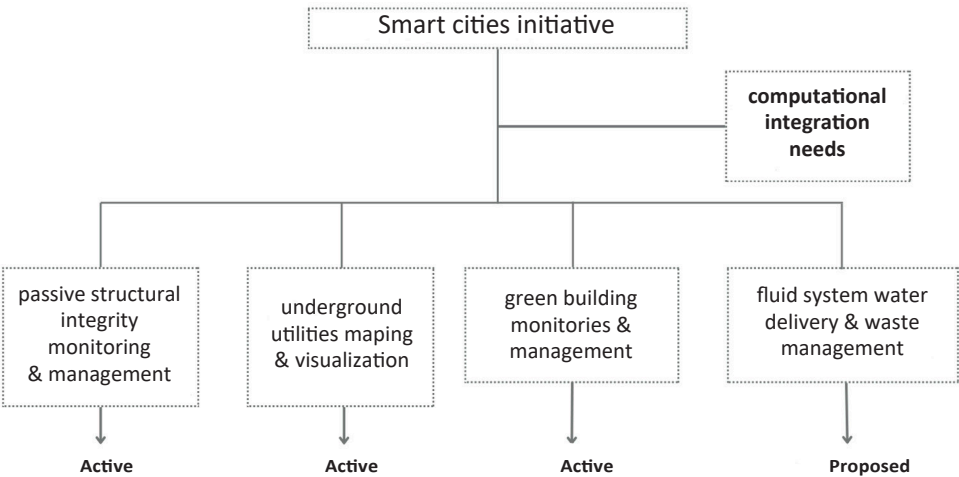 Smart cities initiative
computational
integration
needs
passive structural
integrity
monitoring
& management
underground
utilities maping
& visualization
green building
monitories &
management
fluid system water
delivery & waste
management
Active
Active
Active
Proposed